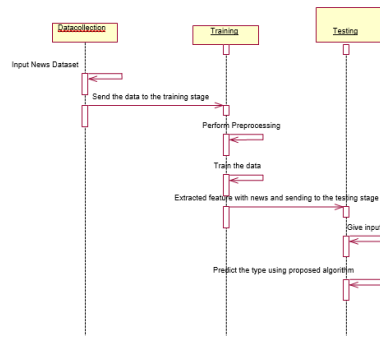 Datacollection
Training
Testing
Input News Dataset
Send the data to the training stage
Perform Preprocessing
Train the data
Extracted feature with news and sending to the testing stage
Give input
Predict the type using proposed algorithm